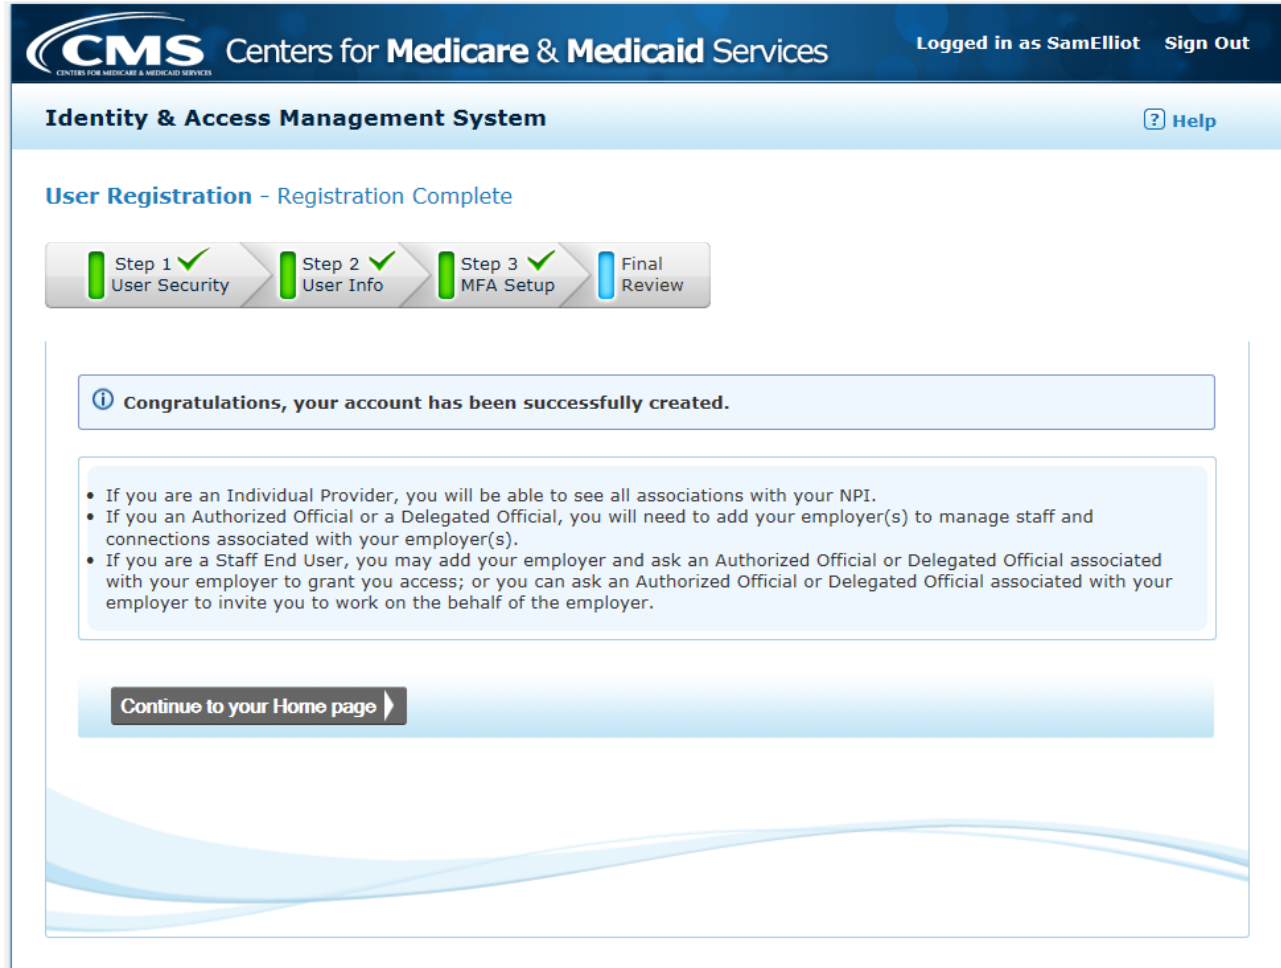 CMS Centers for Medicare & Medicaid Services Logged in as SamElliot Sign Out
CENTERS FOR MEDICARE & MEDICAID SERVICES
Identity & Access Management System ? Help
User Registration - Registration Complete
Step 1 Step 2 Step 3 Final
User Security User Info MFA Setup Review
Congratulations, your account has been successfully created.
• If you are an Individual Provider, you will be able to see all associations with your NPI.
• If you an Authorized Official or a Delegated Official, you will need to add your employer(s) to manage staff and
connections associated with your employer(s).
• If you are a Staff End User, you may add your employer and ask an Authorized Official or Delegated Official associated
with your employer to grant you access; or you can ask an Authorized Official or Delegated Official associated with your
employer to invite you to work on the behalf of the employer.
Continue to your Home page